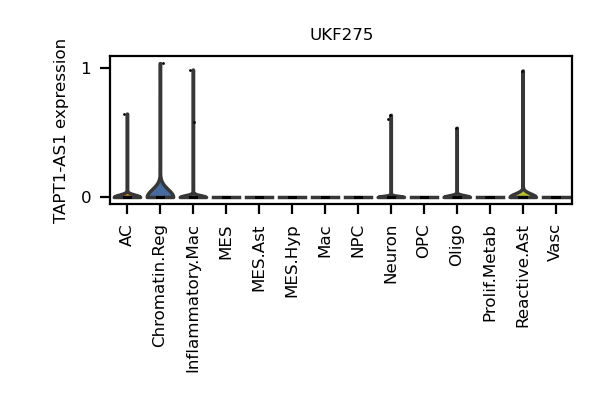 UKF275
TAPT1-AS1 expression
1
0
AC
Chromatin.Reg
Inflammatory.Mac
MES
MES.Ast
MES.Hyp
Mac
NPC
Neuron
OPC
Oligo
Prolif.Metab
Reactive.Ast
Vasc